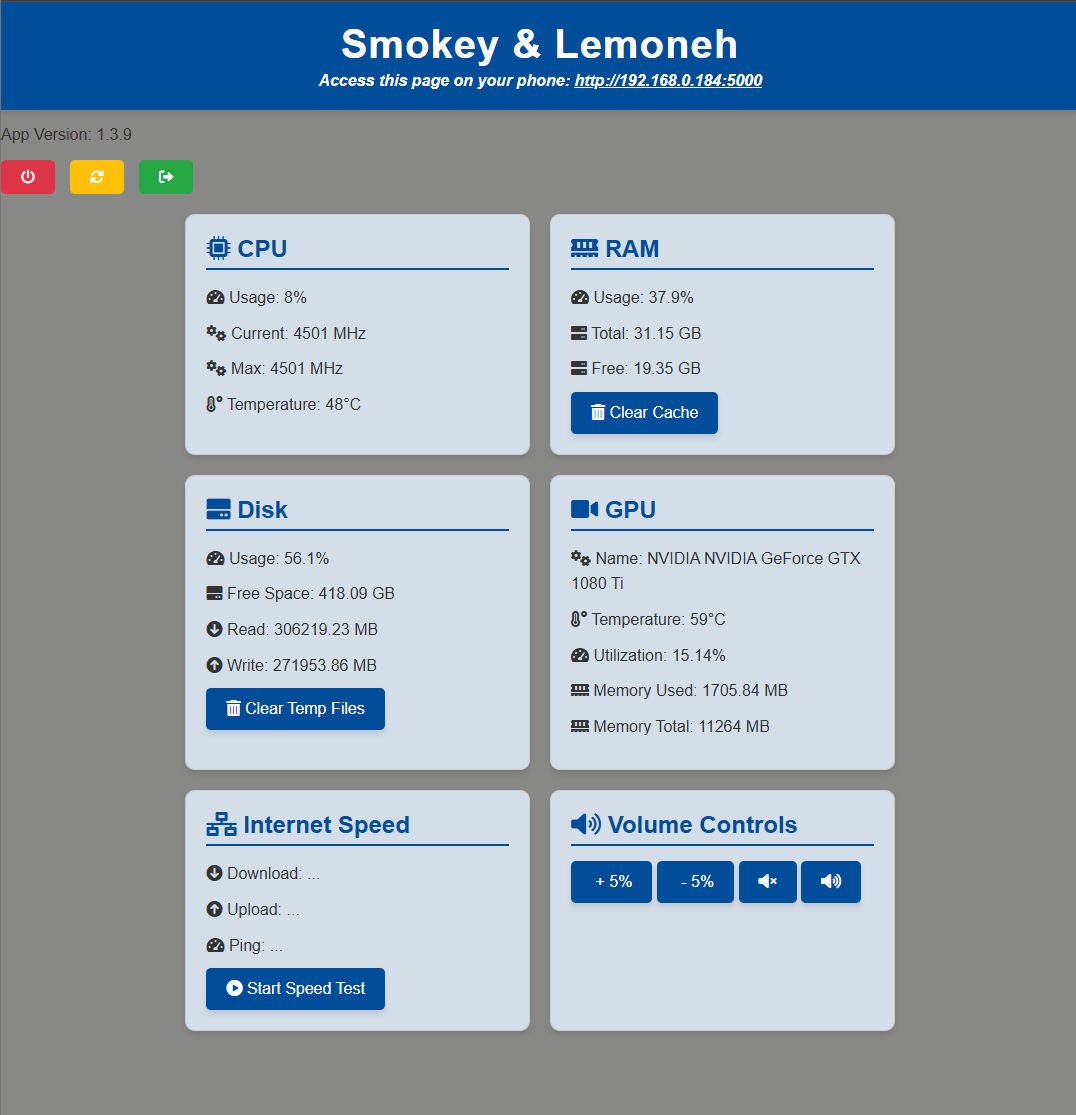 Smokey & Lemoneh
Access this page on your phone: http://192.168.0.184:5000
App Version: 1.3.9
CPU
Usage: 8%
Current: 4501 MHz
Max: 4501 MHz
Temperature: 48°C
RAM
Usage: 37.9%
Total: 31.15 GB
Free: 19.35 GB
Clear Cache
Disk
Usage: 56.1%
Free Space: 418.09 GB
Read: 306219.23 MB
Write: 271953.86 MB
Clear Temp Files
GPU
Name: NVIDIA NVIDIA GeForce GTX
1080 Ti
Temperature: 59°C
Utilization: 15.14%
Memory Used: 1705.84 MB
Memory Total: 11264 MB
Internet Speed
Download: ...
Upload: ...
Ping: ...
Start Speed Test
Volume Controls
+ 5%
- 5%